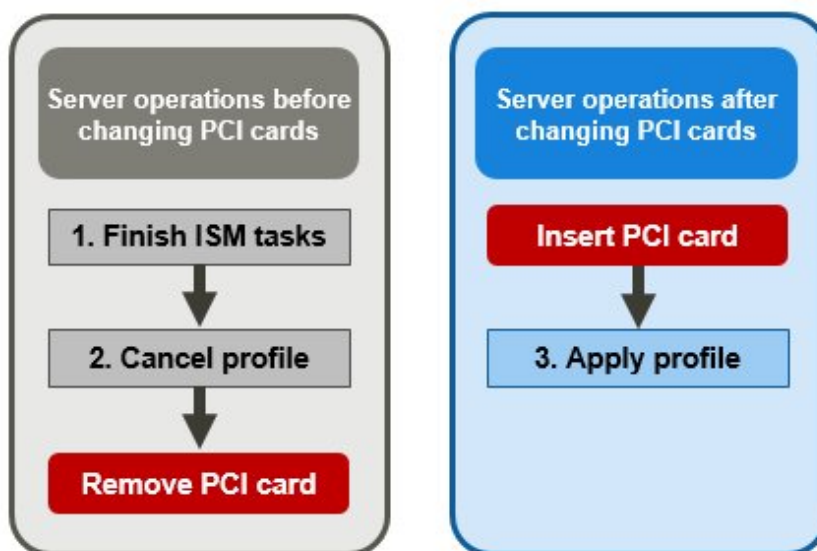 Server operations before
changing PCI cards
1. Finish ISM tasks
2. Cancel profile
Remove PCI card
Server operations after
changing PCI cards
Insert PCI card
3. Apply profile